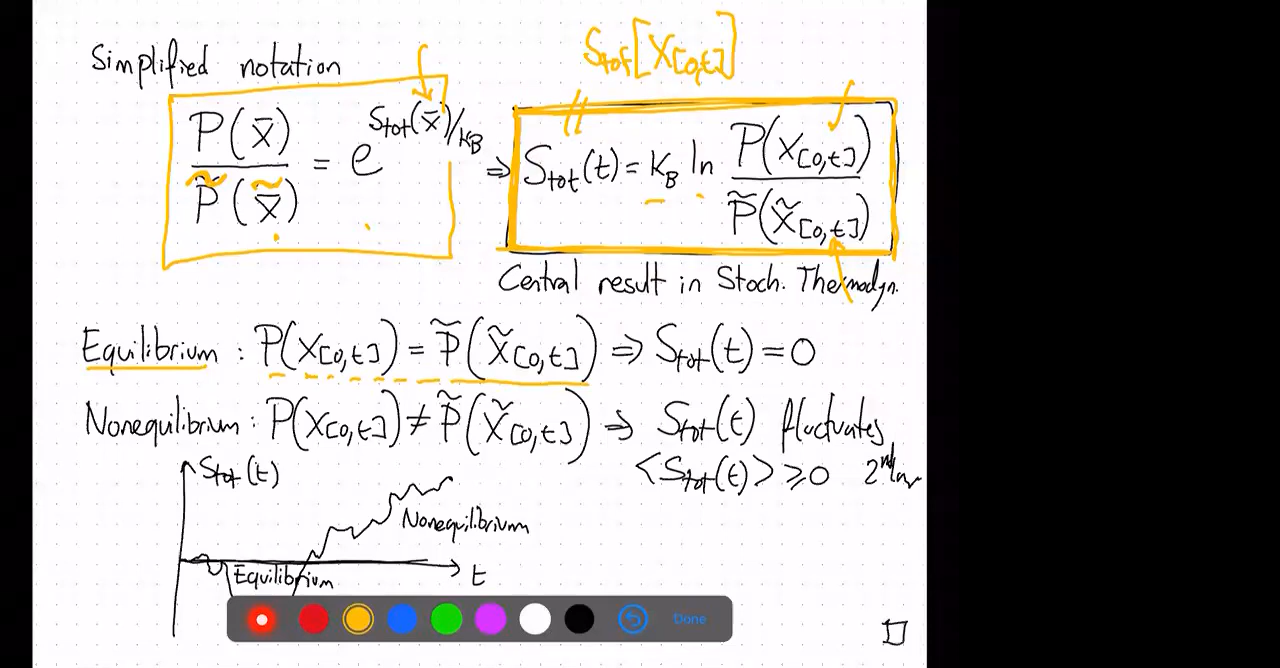 Simplified notation
Stot[X[0,t]]
P(x̄) / P̃(x̄̃) = e^{Stot(x̄)/kB} ⇒ Stot(t) = kB ln P(X[0,t]) / P̃(X̃[0,t])
Central result in Stoch. Thermodyn.
Equilibrium : P(X[0,t]) = P̃(X̃[0,t]) ⇒ Stot(t) = 0
Nonequilibrium : P(X[0,t]) ≠ P̃(X̃[0,t]) ⇒ Stot(t) fluctuates
<Stot(t)> ≥ 0 2nd law
Stot(t)
Nonequilibrium
Equilibrium
t
Done